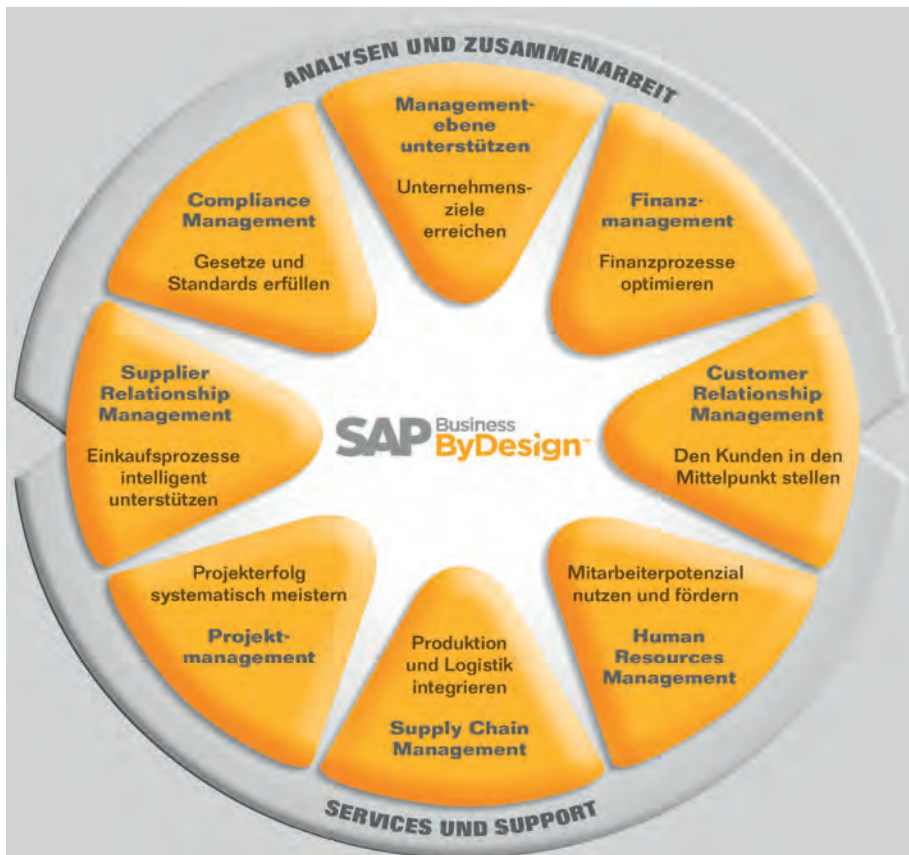 ANALYSEN UND ZUSAMMENARBEIT
Management-
ebene
unterstützen
Unternehmens-
ziele
erreichen
Finanz-
management
Finanzprozesse
optimieren
Customer
Relationship
Management
Den Kunden in den
Mittelpunkt stellen
Mitarbeiterpotenzial
nutzen und fördern
Human
Resources
Management
Produktion
und Logistik
integrieren
Supply Chain
Management
Projekterfolg
systematisch meistern
Projekt-
management
Supplier
Relationship
Management
Einkaufsprozesse
intelligent
unterstützen
Compliance
Management
Gesetze und
Standards erfüllen
SAP Business
ByDesign™
SERVICES UND SUPPORT